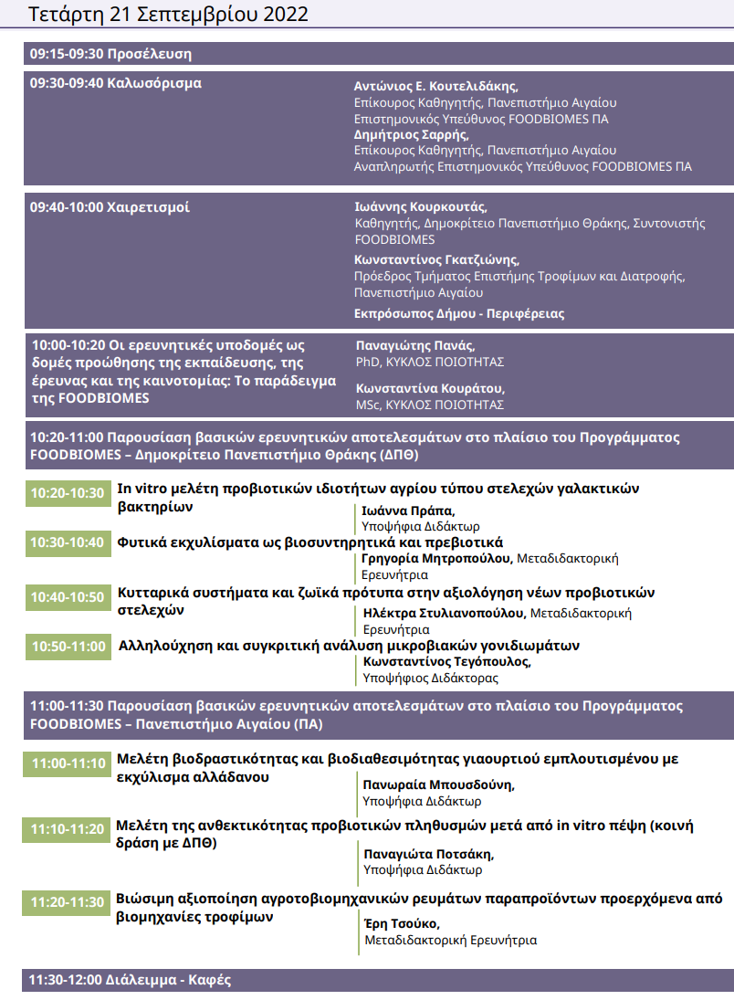 Τετάρτη 21 Σεπτεμβρίου 2022
09:15-09:30 Προσέλευση
09:30-09:40 Καλωσόρισμα
Αντώνιος Ε. Κουτελιδάκης,
Επίκουρος Καθηγητής, Πανεπιστήμιο Αιγαίου
Επιστημονικός Υπεύθυνος FOODBIOMES ΠΑ
Δημήτριος Σαρρής,
Επίκουρος Καθηγητής, Πανεπιστήμιο Αιγαίου
Αναπληρωτής Επιστημονικός Υπεύθυνος FOODBIOMES ΠΑ
09:40-10:00 Χαιρετισμοί
Ιωάννης Κουρκουτάς,
Καθηγητής, Δημοκρίτειο Πανεπιστήμιο Θράκης, Συντονιστής
FOODBIOMES
Κωνσταντίνος Γκατζιώνης,
Πρόεδρος Τμήματος Επιστήμης Τροφίμων και Διατροφής,
Πανεπιστήμιο Αιγαίου
Εκπρόσωπος Δήμου - Περιφέρειας
10:00-10:20 Οι ερευνητικές υποδομές ως
δομές προώθησης της εκπαίδευσης, της
έρευνας και της καινοτομίας: Το παράδειγμα
της FOODBIOMES
Παναγιώτης Πανάς,
PhD, ΚΥΚΛΟΣ ΠΟΙΟΤΗΤΑΣ
Κωνσταντίνα Κουράτου,
MSc, ΚΥΚΛΟΣ ΠΟΙΟΤΗΤΑΣ
10:20-11:00 Παρουσίαση βασικών ερευνητικών αποτελεσμάτων στο πλαίσιο του Προγράμματος
FOODBIOMES – Δημοκρίτειο Πανεπιστήμιο Θράκης (ΔΠΘ)
10:20-10:30 In vitro μελέτη προβιοτικών ιδιοτήτων αγρίου τύπου στελεχών γαλακτικών
βακτηρίων
Ιωάννα Πράπα,
Υποψήφια Διδάκτωρ
10:30-10:40 Φυτικά εκχυλίσματα ως βιοσυντηρητικά και πρεβιοτικά
Γρηγορία Μητροπούλου, Μεταδιδακτορική
Ερευνήτρια
10:40-10:50 Κυτταρικά συστήματα και ζωϊκά πρότυπα στην αξιολόγηση νέων προβιοτικών
στελεχών
Ηλέκτρα Στυλιανοπούλου, Μεταδιδακτορική
Ερευνήτρια
10:50-11:00 Αλληλούχηση και συγκριτική ανάλυση μικροβιακών γονιδιωμάτων
Κωνσταντίνος Τεγόπουλος,
Υποψήφιος Διδάκτορας
11:00-11:30 Παρουσίαση βασικών ερευνητικών αποτελεσμάτων στο πλαίσιο του Προγράμματος
FOODBIOMES – Πανεπιστήμιο Αιγαίου (ΠΑ)
11:00-11:10 Μελέτη βιοδραστικότητας και βιοδιαθεσιμότητας γιαουρτιού εμπλουτισμένου με
εκχύλισμα αλλάδανου
Πανωραία Μπουσδούνη,
Υποψήφια Διδάκτωρ
11:10-11:20 Μελέτη της ανθεκτικότητας προβιοτικών πληθυσμών μετά από in vitro πέψη (κοινή
δράση με ΔΠΘ)
Παναγιώτα Ποτσάκη,
Υποψήφια Διδάκτωρ
11:20-11:30 Βιώσιμη αξιοποίηση αγροτοβιομηχανικών ρευμάτων παραπροϊόντων προερχόμενα από
βιομηχανίες τροφίμων
Έρη Τσούκο,
Μεταδιδακτορική Ερευνήτρια
11:30-12:00 Διάλειμμα - Καφές